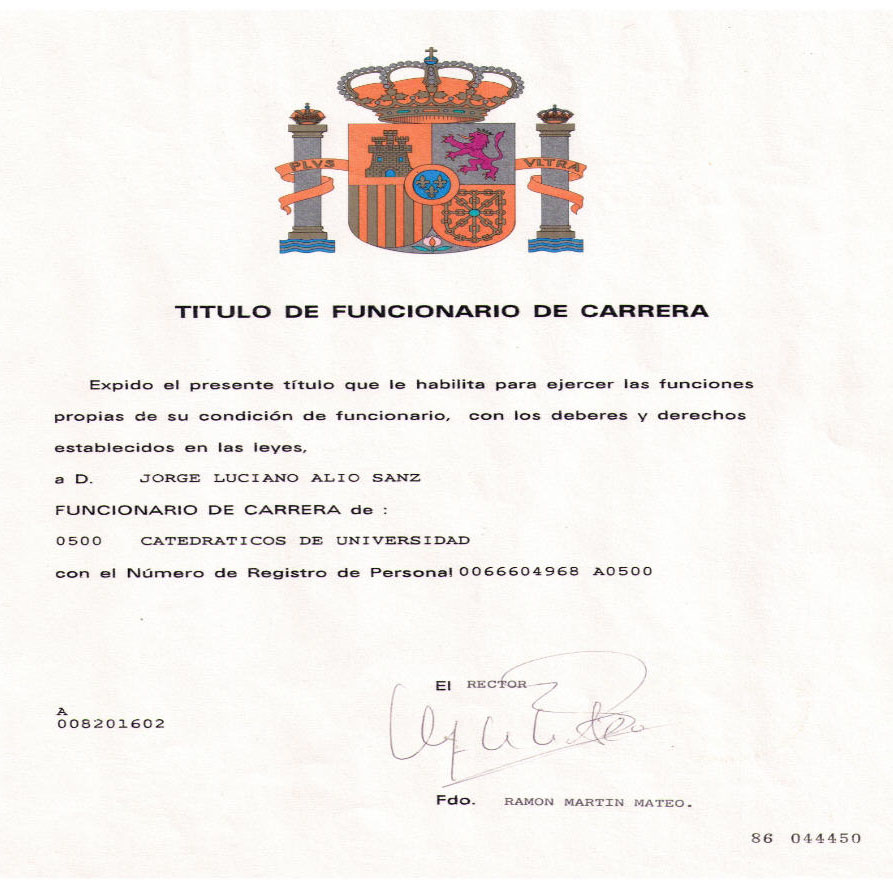 PLVS VLTRA
TITULO DE FUNCIONARIO DE CARRERA
Expido el presente título que le habilita para ejercer las funciones
propias de su condición de funcionario, con los deberes y derechos
establecidos en las leyes,
a D. JORGE LUCIANO ALIO SANZ
FUNCIONARIO DE CARRERA de :
0500 CATEDRATICOS DE UNIVERSIDAD
con el Número de Registro de Personal 0066604968 A0500
El RECTOR
A
008201602
Fdo. RAMON MARTIN MATEO.
86 044450